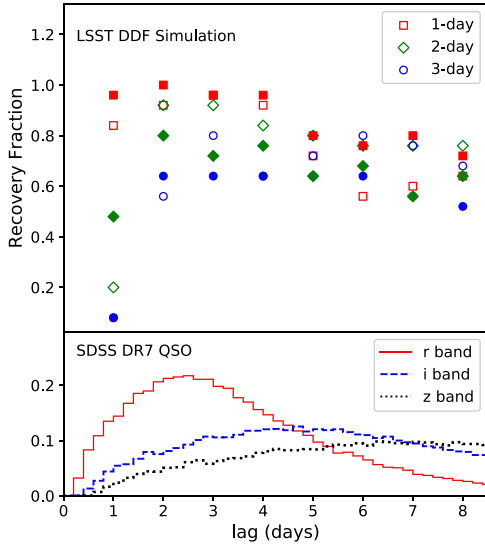 LSST DDF Simulation
1-day
2-day
3-day
Recovery Fraction
1.2
1.0
0.8
0.6
0.4
0.2
SDSS DR7 QSO
r band
i band
z band
0.2
0.1
0.0
0 1 2 3 4 5 6 7 8
lag (days)